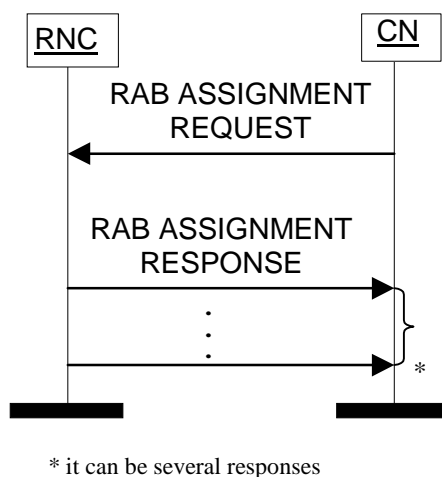 RNC
CN
RAB ASSIGNMENT
REQUEST
RAB ASSIGNMENT
RESPONSE
*
* it can be several responses